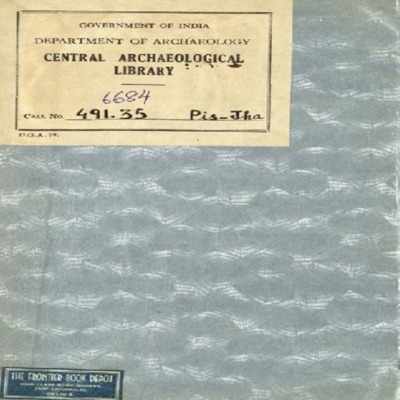 GOVERNMENT OF INDIA
DEPARTMENT OF ARCHAEOLOGY
CENTRAL ARCHAEOLOGICAL
LIBRARY
6684
CALL No. 491.35 Pis-Jha
D.G.A. 79.
THE FRONTIER BOOK DEPOT